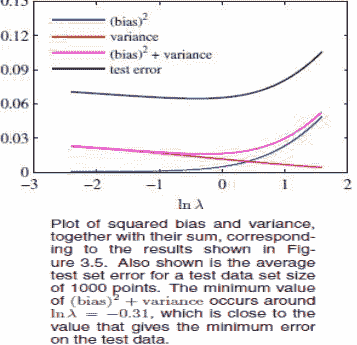 0.15
(bias)²
0.12
variance
(bias)² + variance
0.09
test error
0.06
0.03
0
−3 −2 −1 0 1 2
ln λ
Plot of squared bias and variance,
together with their sum, correspond-
ing to the results shown in Fig-
ure 3.5. Also shown is the average
test set error for a test data set size
of 1000 points. The minimum value
of (bias)² + variance occurs around
ln λ = −0.31, which is close to the
value that gives the minimum error
on the test data.